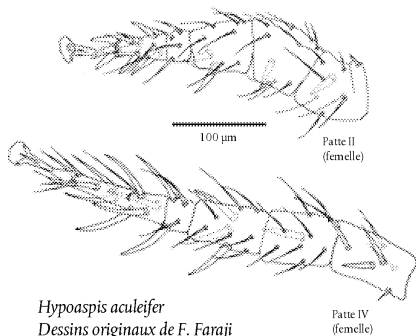 100 µm
Patte II
(femelle)
Hypoaspis aculeifer
Dessins originaux de F. Faraji
Patte IV
(femelle)